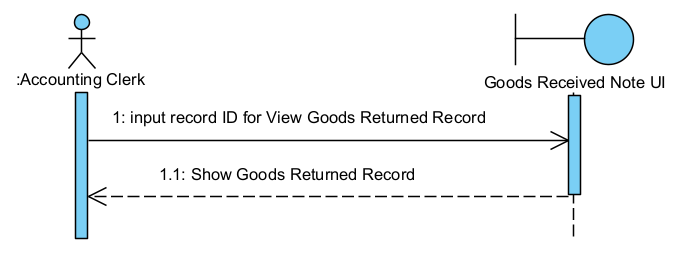 :Accounting Clerk
Goods Received Note UI
1: input record ID for View Goods Returned Record
1.1: Show Goods Returned Record